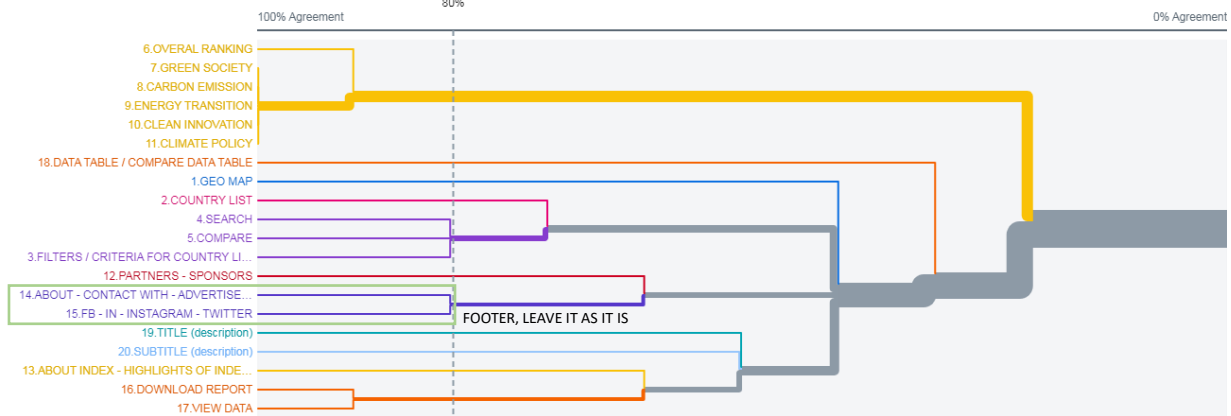 80%
100% Agreement
0% Agreement
6.OVERAL RANKING
7.GREEN SOCIETY
8.CARBON EMISSION
9.ENERGY TRANSITION
10.CLEAN INNOVATION
11.CLIMATE POLICY
18.DATA TABLE / COMPARE DATA TABLE
1.GEO MAP
2.COUNTRY LIST
4.SEARCH
5.COMPARE
3.FILTERS / CRITERIA FOR COUNTRY LI...
12.PARTNERS - SPONSORS
14.ABOUT - CONTACT WITH - ADVERTISE...
15.FB - IN - INSTAGRAM - TWITTER
FOOTER, LEAVE IT AS IT IS
19.TITLE (description)
20.SUBTITLE (description)
13.ABOUT INDEX - HIGHLIGHTS OF INDE...
16.DOWNLOAD REPORT
17.VIEW DATA